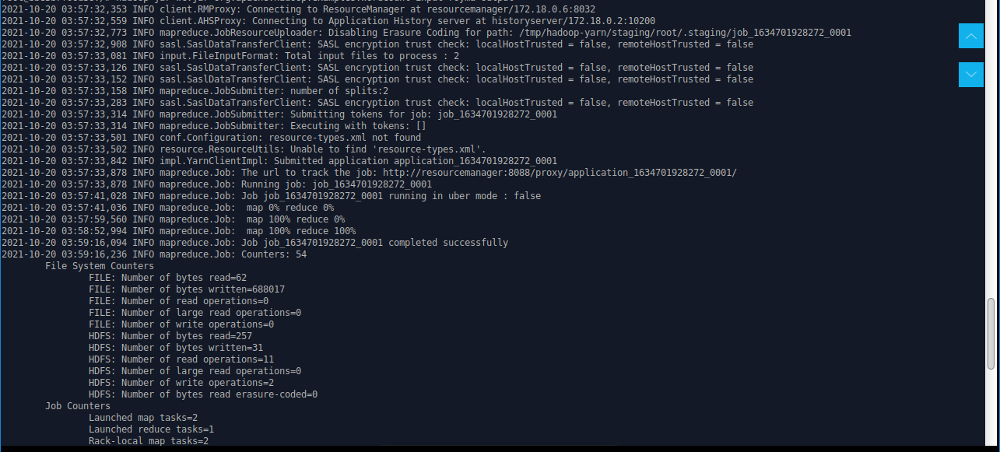 2021-10-20 03:57:32,353 INFO client.RMProxy: Connecting to ResourceManager at resourcemanager/172.18.0.6:8032
2021-10-20 03:57:32,559 INFO client.AHSProxy: Connecting to Application History server at historyserver/172.18.0.2:10200
2021-10-20 03:57:32,773 INFO mapreduce.JobResourceUploader: Disabling Erasure Coding for path: /tmp/hadoop-yarn/staging/root/.staging/job_1634701928272_0001
2021-10-20 03:57:32,908 INFO sasl.SaslDataTransferClient: SASL encryption trust check: localHostTrusted = false, remoteHostTrusted = false
2021-10-20 03:57:33,081 INFO input.FileInputFormat: Total input files to process : 2
2021-10-20 03:57:33,126 INFO sasl.SaslDataTransferClient: SASL encryption trust check: localHostTrusted = false, remoteHostTrusted = false
2021-10-20 03:57:33,152 INFO sasl.SaslDataTransferClient: SASL encryption trust check: localHostTrusted = false, remoteHostTrusted = false
2021-10-20 03:57:33,158 INFO mapreduce.JobSubmitter: number of splits:2
2021-10-20 03:57:33,283 INFO sasl.SaslDataTransferClient: SASL encryption trust check: localHostTrusted = false, remoteHostTrusted = false
2021-10-20 03:57:33,314 INFO mapreduce.JobSubmitter: Submitting tokens for job: job_1634701928272_0001
2021-10-20 03:57:33,314 INFO mapreduce.JobSubmitter: Executing with tokens: []
2021-10-20 03:57:33,501 INFO conf.Configuration: resource-types.xml not found
2021-10-20 03:57:33,502 INFO resource.ResourceUtils: Unable to find 'resource-types.xml'.
2021-10-20 03:57:33,842 INFO impl.YarnClientImpl: Submitted application application_1634701928272_0001
2021-10-20 03:57:33,878 INFO mapreduce.Job: The url to track the job: http://resourcemanager:8088/proxy/application_1634701928272_0001/
2021-10-20 03:57:33,878 INFO mapreduce.Job: Running job: job_1634701928272_0001
2021-10-20 03:57:41,028 INFO mapreduce.Job: Job job_1634701928272_0001 running in uber mode : false
2021-10-20 03:57:41,036 INFO mapreduce.Job:  map 0% reduce 0%
2021-10-20 03:57:59,560 INFO mapreduce.Job:  map 100% reduce 0%
2021-10-20 03:58:52,994 INFO mapreduce.Job:  map 100% reduce 100%
2021-10-20 03:59:16,094 INFO mapreduce.Job: Job job_1634701928272_0001 completed successfully
2021-10-20 03:59:16,236 INFO mapreduce.Job: Counters: 54
File System Counters
FILE: Number of bytes read=62
FILE: Number of bytes written=688017
FILE: Number of read operations=0
FILE: Number of large read operations=0
FILE: Number of write operations=0
HDFS: Number of bytes read=257
HDFS: Number of bytes written=31
HDFS: Number of read operations=11
HDFS: Number of large read operations=0
HDFS: Number of write operations=2
HDFS: Number of bytes read erasure-coded=0
Job Counters
Launched map tasks=2
Launched reduce tasks=1
Rack-local map tasks=2